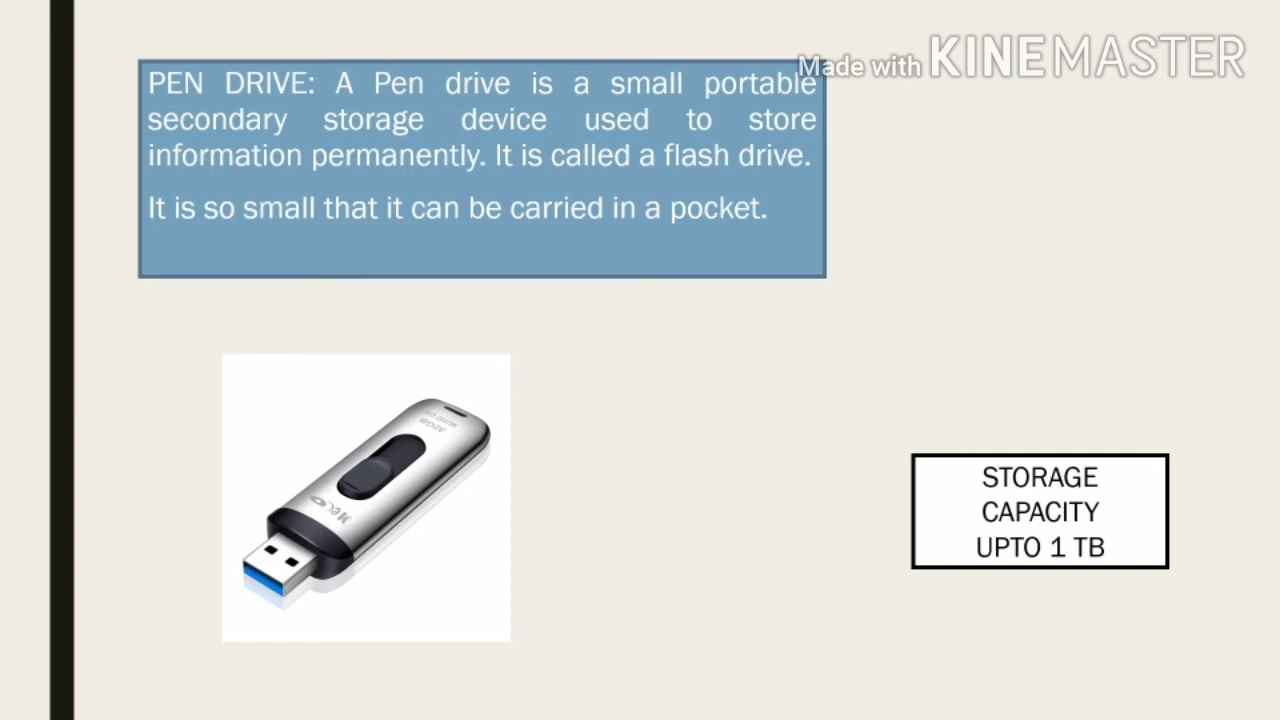 Made with KINEMASTER
PEN DRIVE: A Pen drive is a small portable
secondary storage device used to store
information permanently. It is called a flash drive.
It is so small that it can be carried in a pocket.
32GB
STORAGE
CAPACITY
UPTO 1 TB